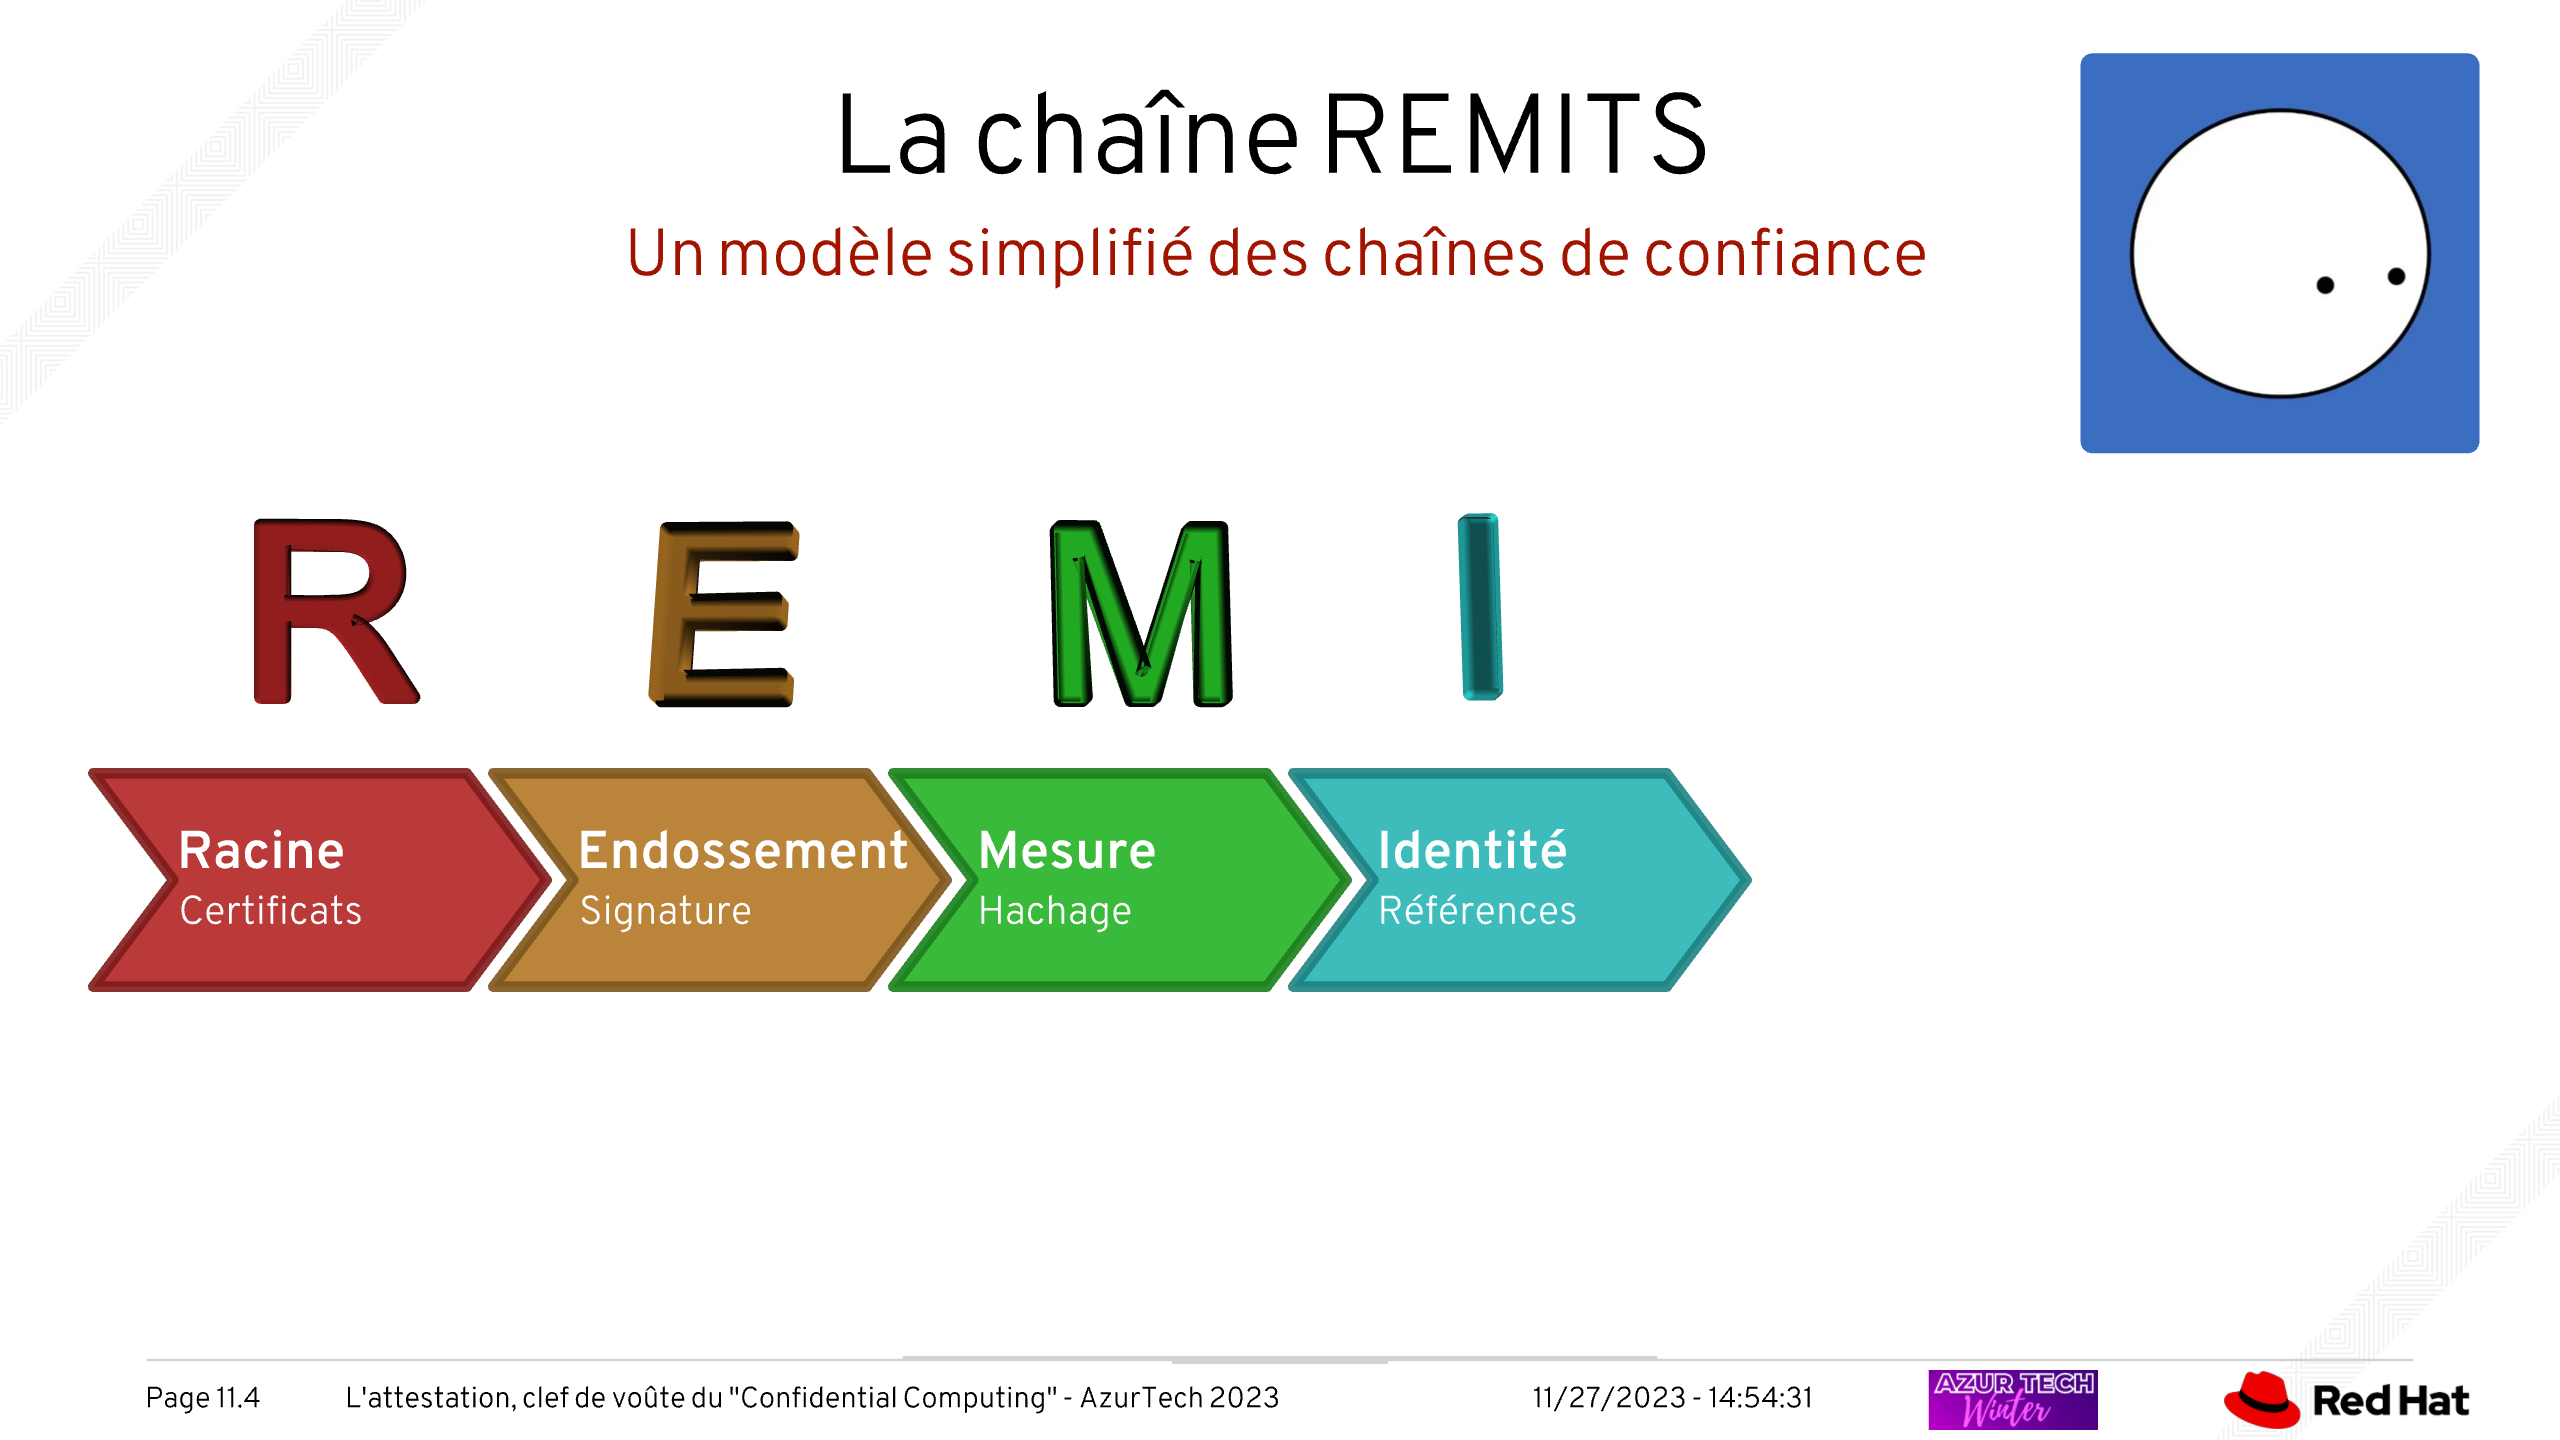 La chaîne REMITS
Un modèle simplifié des chaînes de confiance
R E M I
Racine
Certificats
Endossement
Signature
Mesure
Hachage
Identité
Références
Page 11.4
L'attestation, clef de voûte du "Confidential Computing" - AzurTech 2023
11/27/2023 - 14:54:31
AZUR TECH
Winter
Red Hat